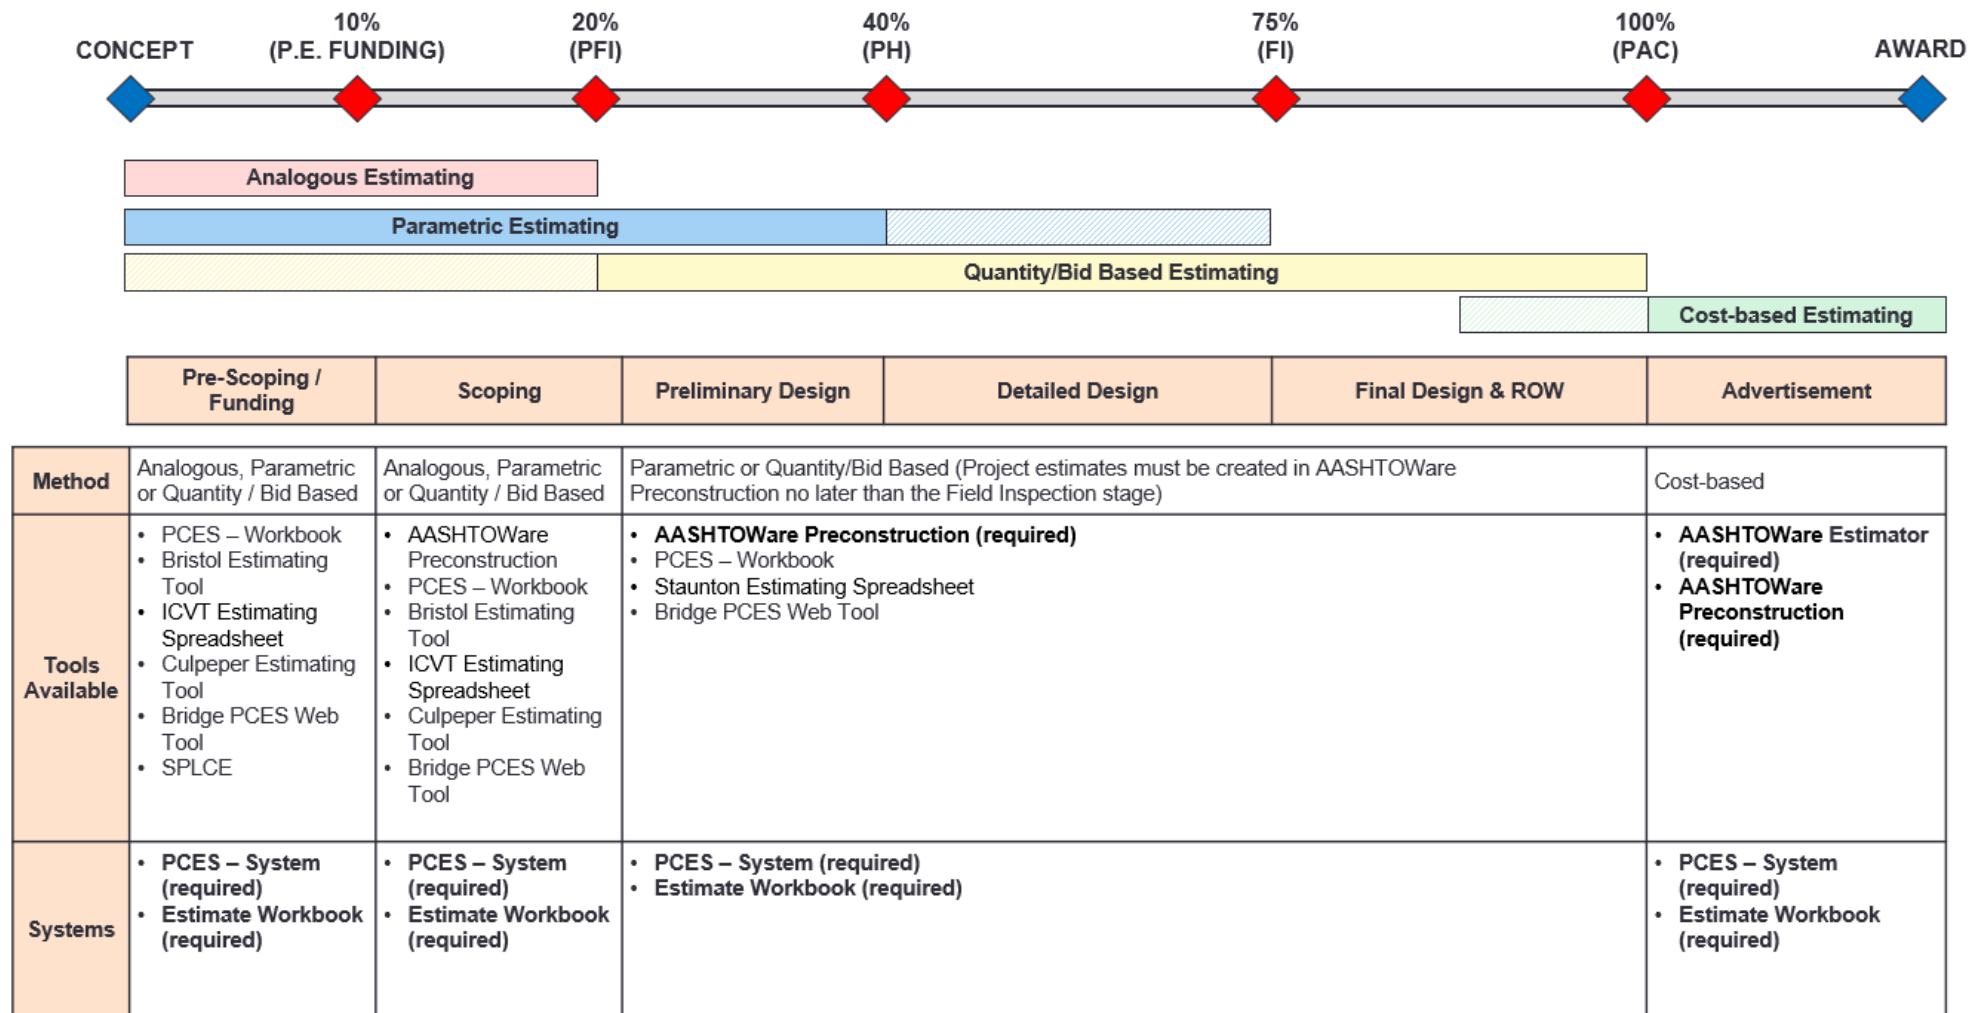 10%
20%
40%
75%
100%
CONCEPT
(P.E. FUNDING)
(PFI)
(PH)
(FI)
(PAC)
AWARD
Analogous Estimating
Parametric Estimating
Quantity/Bid Based Estimating
Cost-based Estimating
Pre-Scoping /
Funding
Scoping
Preliminary Design
Detailed Design
Final Design & ROW
Advertisement
Method
Analogous, Parametric
or Quantity / Bid Based
Analogous, Parametric
or Quantity / Bid Based
Parametric or Quantity/Bid Based (Project estimates must be created in AASHTOWare
Preconstruction no later than the Field Inspection stage)
Cost-based
Tools
Available
• PCES – Workbook
• Bristol Estimating
Tool
• ICVT Estimating
Spreadsheet
• Culpeper Estimating
Tool
• Bridge PCES Web
Tool
• SPLCE
• AASHTOWare
Preconstruction
• PCES – Workbook
• Bristol Estimating
Tool
• ICVT Estimating
Spreadsheet
• Culpeper Estimating
Tool
• Bridge PCES Web
Tool
• AASHTOWare Preconstruction (required)
• PCES – Workbook
• Staunton Estimating Spreadsheet
• Bridge PCES Web Tool
• AASHTOWare Estimator
(required)
• AASHTOWare
Preconstruction
(required)
Systems
• PCES – System
(required)
• Estimate Workbook
(required)
• PCES – System
(required)
• Estimate Workbook
(required)
• PCES – System (required)
• Estimate Workbook (required)
• PCES – System
(required)
• Estimate Workbook
(required)